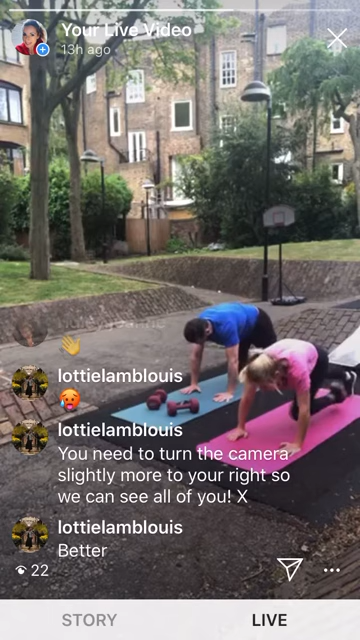 Your Live Video
13h ago
👋
lottielamblouis
🥵
lottielamblouis
You need to turn the camera
slightly more to your right so
we can see all of you! X
lottielamblouis
Better
22
STORY
LIVE